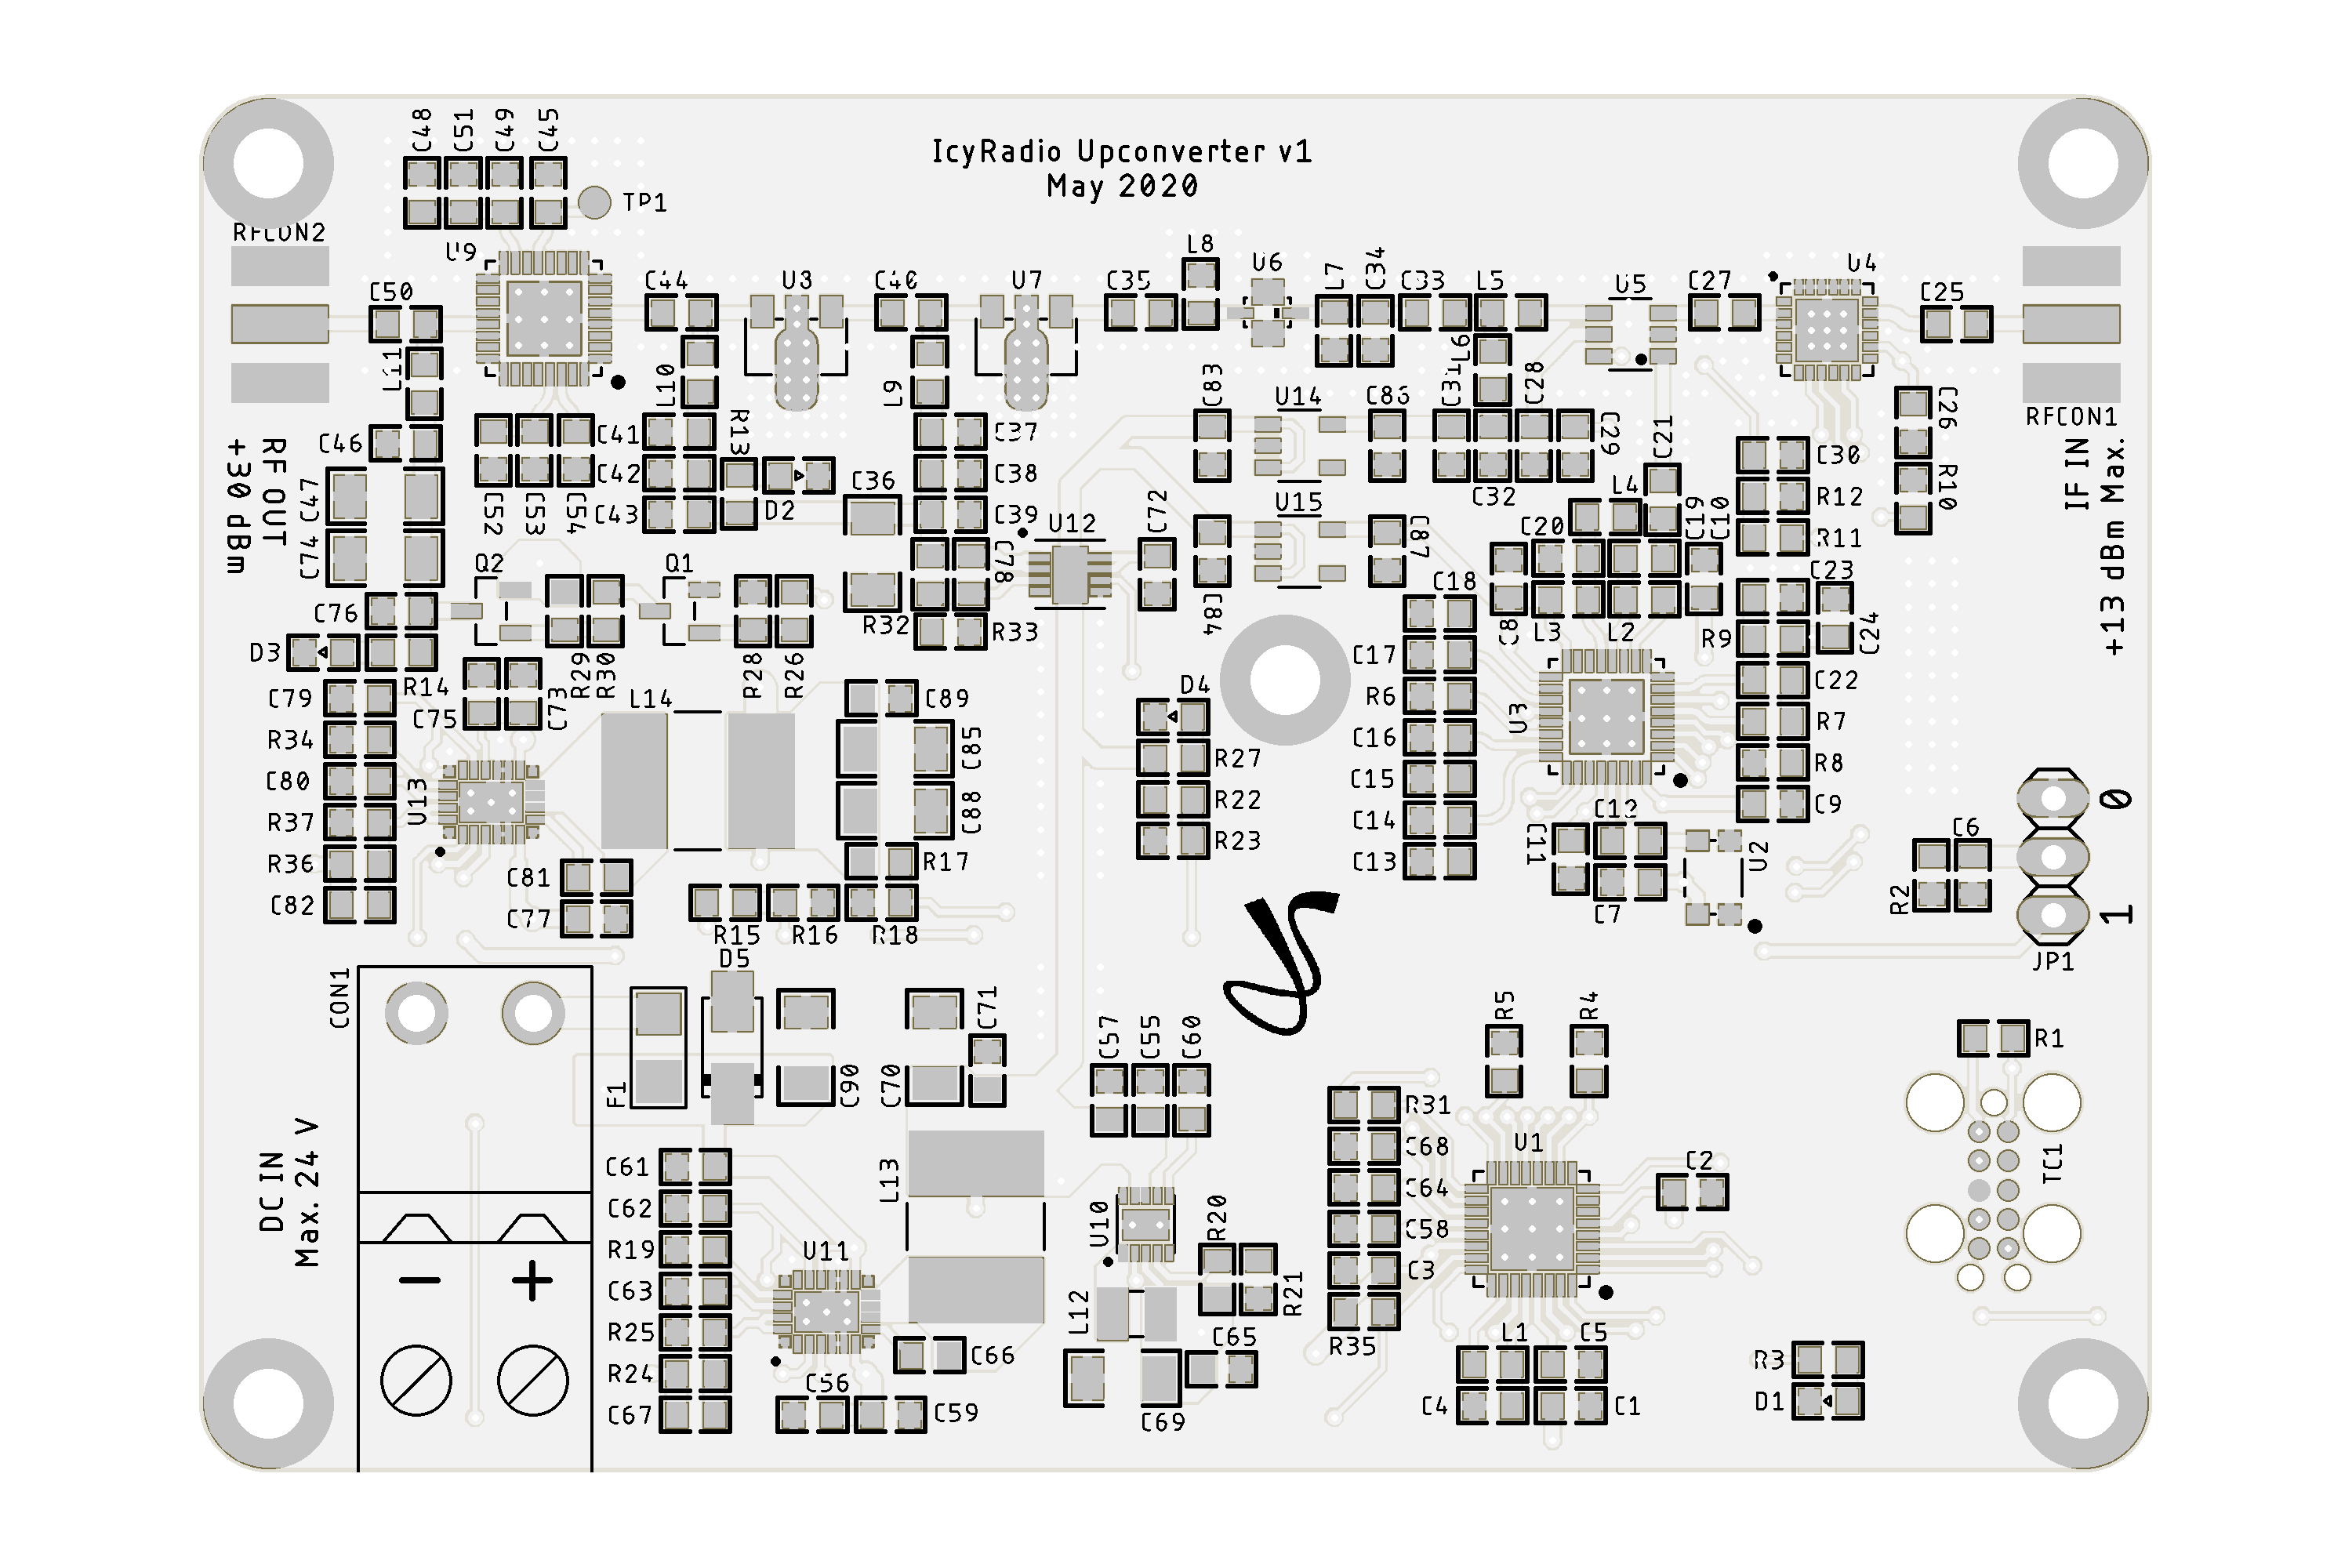 IcyRadio Upconverter v1
May 2020
C48
C51
C49
C45
TP1
RFCON2
U9
C50
L11
C44
U3
C40
U7
C35
L8
U6
L7
C34
C33
L5
U5
C27
U4
C25
RFCON1
L10
L9
L6
C46
C41
C42
C43
R13
D2
C36
C37
C38
C39
C83
U14
C28
C29
C21
C30
R12
R11
C26
R10
RF OUT
+30 dBm
IF IN
+13 dBm Max.
C47
C74
C52
C53
C54
U12
C72
U15
C32
L4
C20
C19
C10
C87
C84
C78
Q2
Q1
C76
D3
R14
R29
R30
R28
R26
R32
R33
C18
C8
L3
L2
R9
C23
C24
C79
R34
C80
R37
R36
C82
U13
C75
C73
L14
C89
C85
C88
R17
C81
C77
R15
R16
R18
D4
R27
R22
R23
C17
R6
C16
C15
C14
C13
U3
C22
R7
R8
C9
C12
C11
C7
U2
C6
R2
0
1
JP1
CON1
D5
F1
C90
C70
C71
C57
C55
C60
R5
R4
R1
TC1
DC IN
Max. 24 V
− +
C61
C62
R19
C63
R25
R24
C67
U11
L13
C66
C56
C59
U10
R20
R21
L12
C65
C69
R31
C68
C64
C58
C3
R35
U1
C2
L1
C5
C4
C1
R3
D1